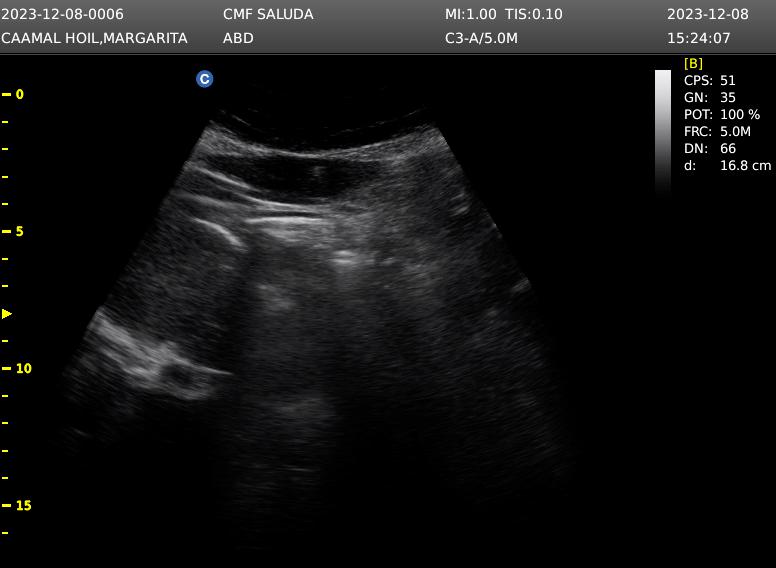 2023-12-08-0006 CMF SALUDA MI:1.00 TIS:0.10 2023-12-08
CAAMAL HOIL,MARGARITA ABD C3-A/5.0M 15:24:07
C
[B]
CPS: 51
GN: 35
POT: 100 %
FRC: 5.0M
DN: 66
d: 16.8 cm
0
5
10
15